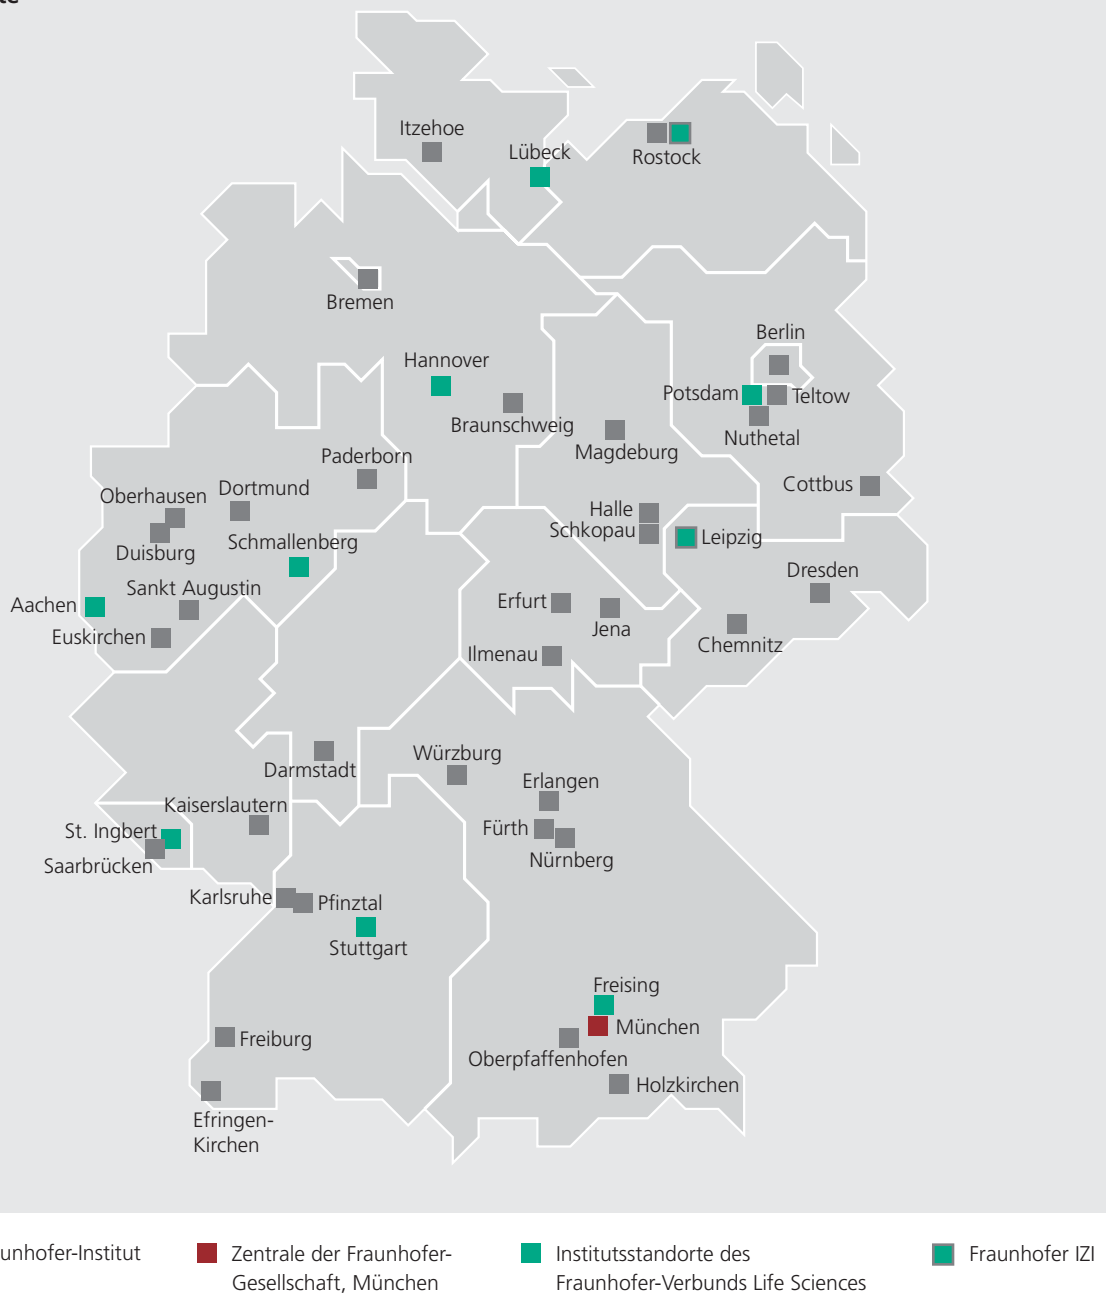 Itzehoe
Lübeck
Rostock
Bremen
Berlin
Hannover
Potsdam
Teltow
Braunschweig
Nuthetal
Magdeburg
Paderborn
Cottbus
Oberhausen
Dortmund
Halle
Schkopau
Leipzig
Duisburg
Schmallenberg
Dresden
Sankt Augustin
Aachen
Erfurt
Jena
Euskirchen
Chemnitz
Ilmenau
Würzburg
Darmstadt
Erlangen
Kaiserslautern
St. Ingbert
Fürth
Saarbrücken
Nürnberg
Karlsruhe
Pfinztal
Stuttgart
Freising
München
Freiburg
Oberpfaffenhofen
Holzkirchen
Efringen-
Kirchen
unhofer-Institut
Zentrale der Fraunhofer-
Gesellschaft, München
Institutsstandorte des
Fraunhofer-Verbunds Life Sciences
Fraunhofer IZI